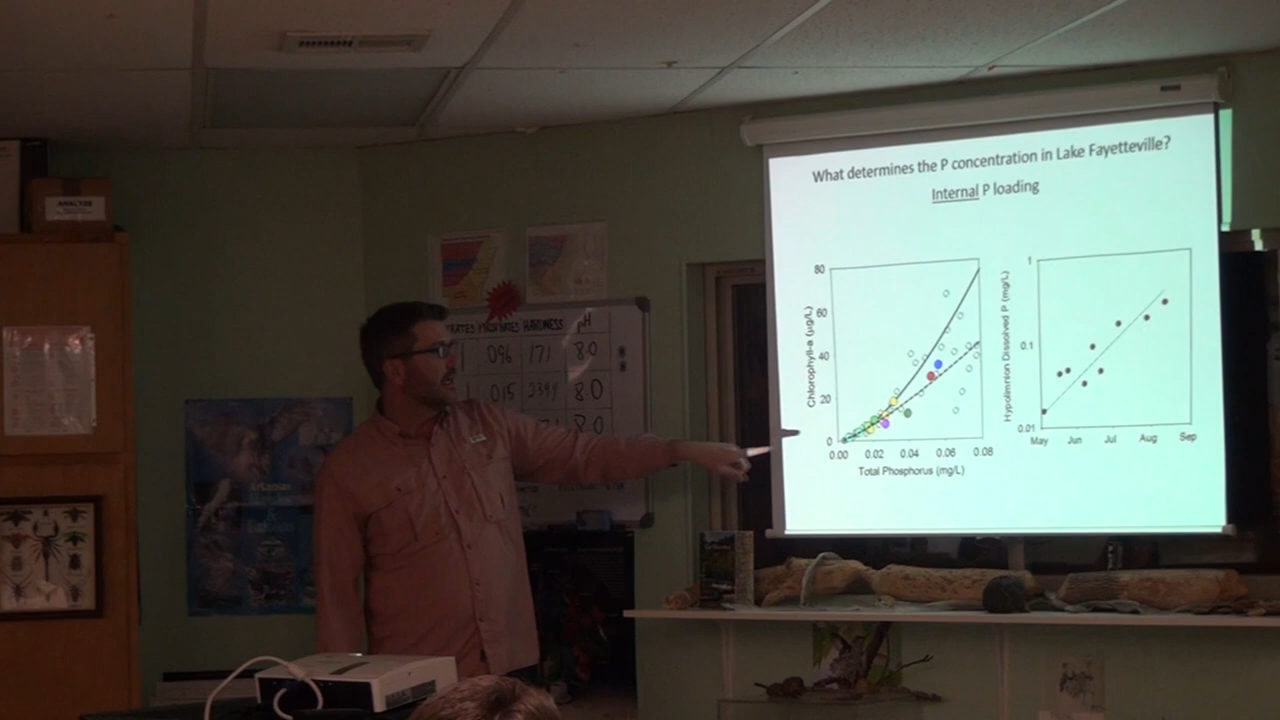 What determines the P concentration in Lake Fayetteville?
Internal P loading
80
60
40
20
0
Chlorophyll-a (µg/L)
0.00 0.02 0.04 0.06 0.08
Total Phosphorus (mg/L)
1
0.1
0.01
Hypolimnion Dissolved P (mg/L)
May Jun Jul Aug Sep
HARDNESS pH
096 171 8.0
015 80
8.0
Arkansas